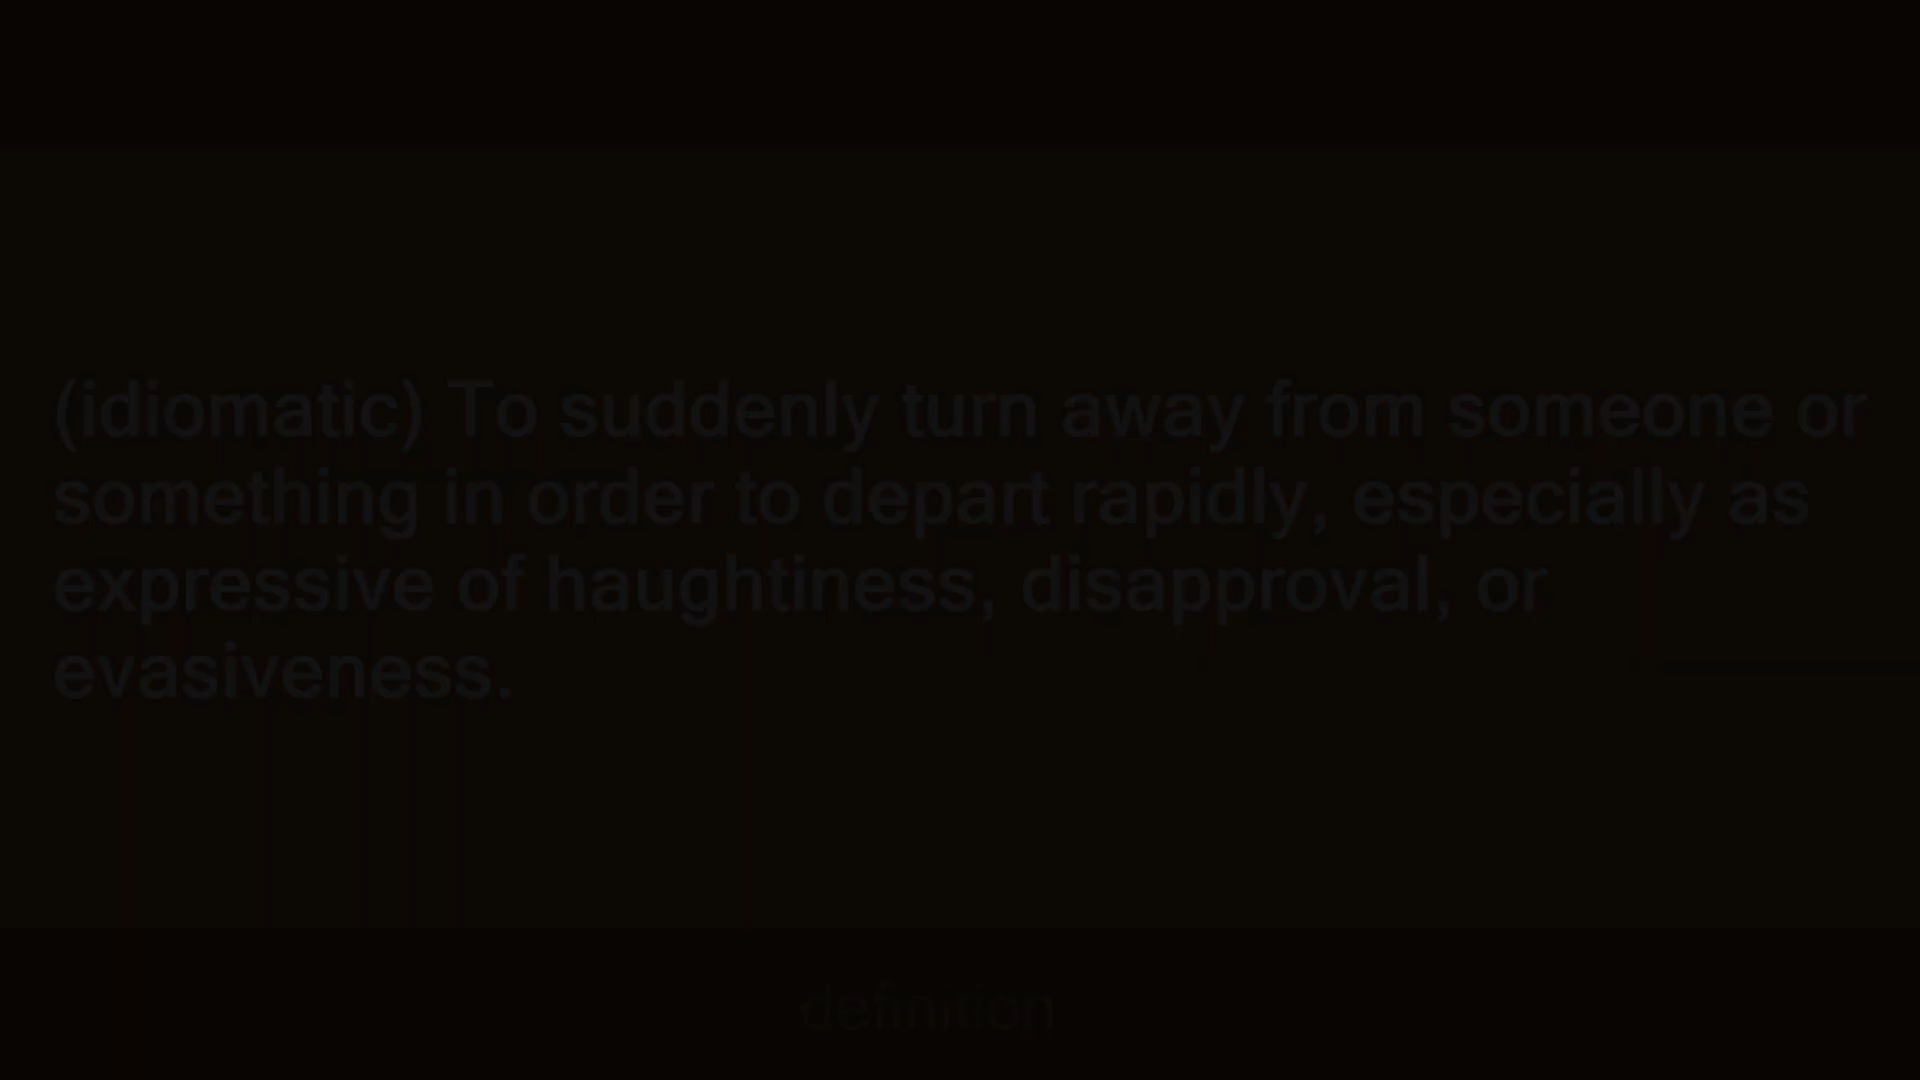 (idiomatic) To suddenly turn away from someone or
something in order to depart rapidly, especially as
expressive of haughtiness, disapproval, or
evasiveness.
definition